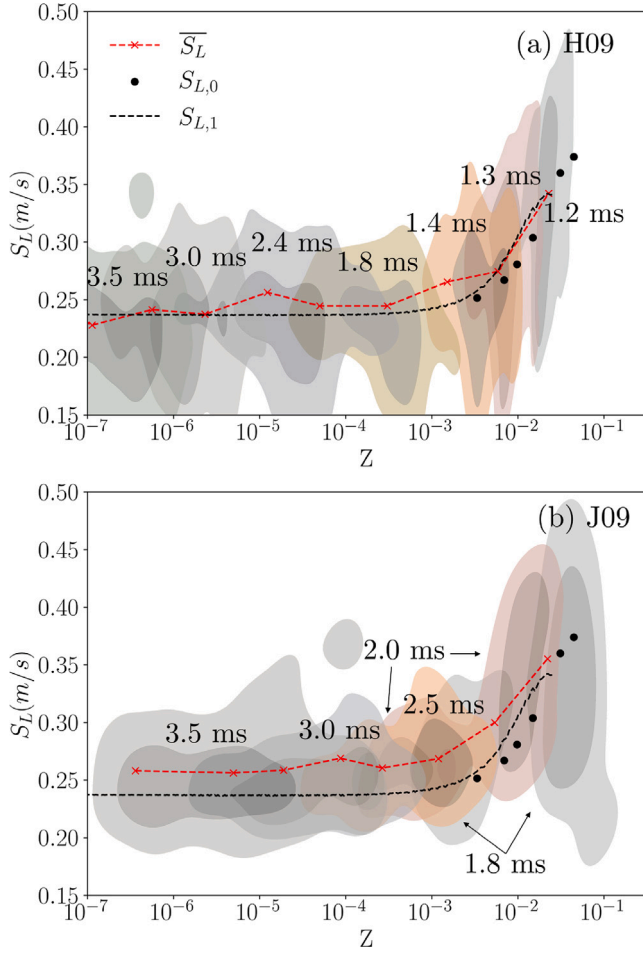 0.50
(a) H09
$\overline{S_L}$
0.45
$S_{L,0}$
0.40
$S_{L,1}$
$S_L(m/s)$
0.35
1.3 ms
1.4 ms
1.2 ms
0.30
3.5 ms
3.0 ms
2.4 ms
1.8 ms
0.25
0.20
0.15
$10^{-7}$ $10^{-6}$ $10^{-5}$ $10^{-4}$ $10^{-3}$ $10^{-2}$ $10^{-1}$
Z
0.50
(b) J09
0.45
0.40
2.0 ms
$S_L(m/s)$
0.35
2.5 ms
0.30
3.5 ms
3.0 ms
0.25
0.20
1.8 ms
0.15
$10^{-7}$ $10^{-6}$ $10^{-5}$ $10^{-4}$ $10^{-3}$ $10^{-2}$ $10^{-1}$
Z